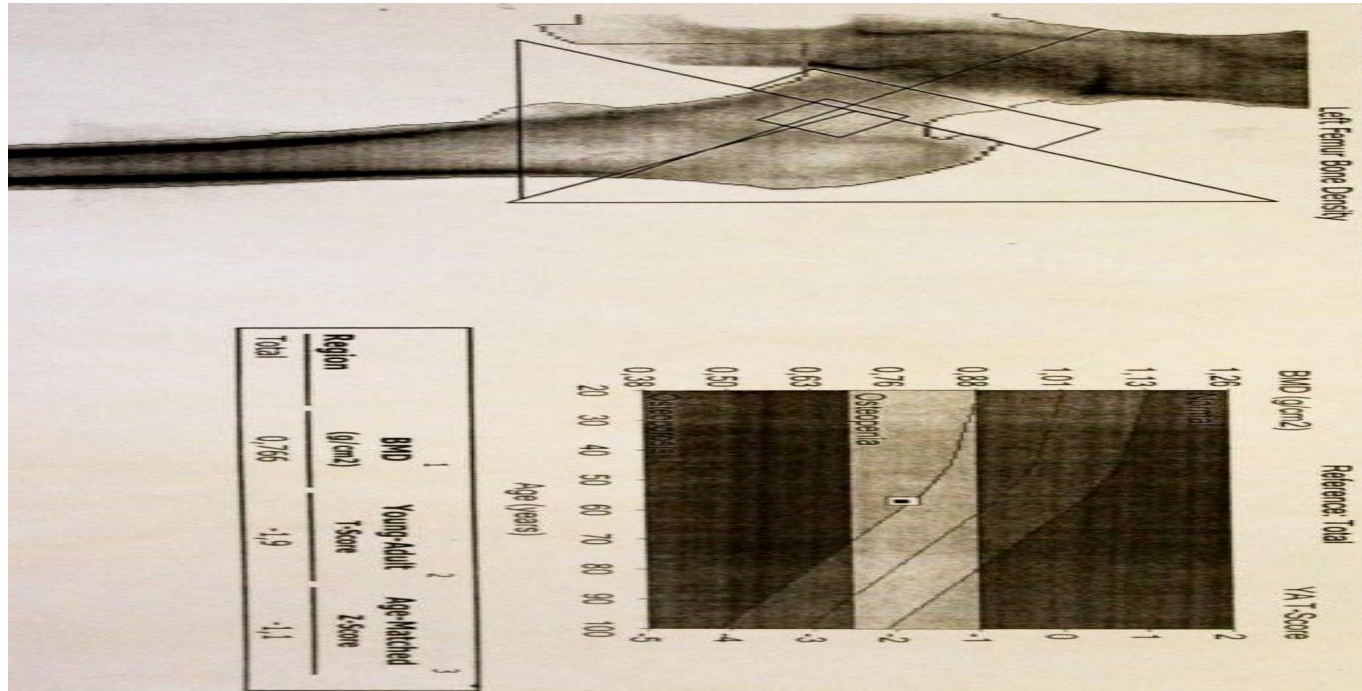 Left Femur Bone Density
Reference: Total
BMD (g/cm2) YA T-Score
1,26 2
Normal
1,13 1
1,01 0
0,88 -1
Osteopenia
0,76 -2
0,63 -3
0,50 -4
Osteoporosis
0,38 -5
20 30 40 50 60 70 80 90 100
Age (years)
1 2 3
BMD Young-Adult Age-Matched
Region (g/cm2) T-Score Z-Score
Total 0,766 -1,9 -1,1